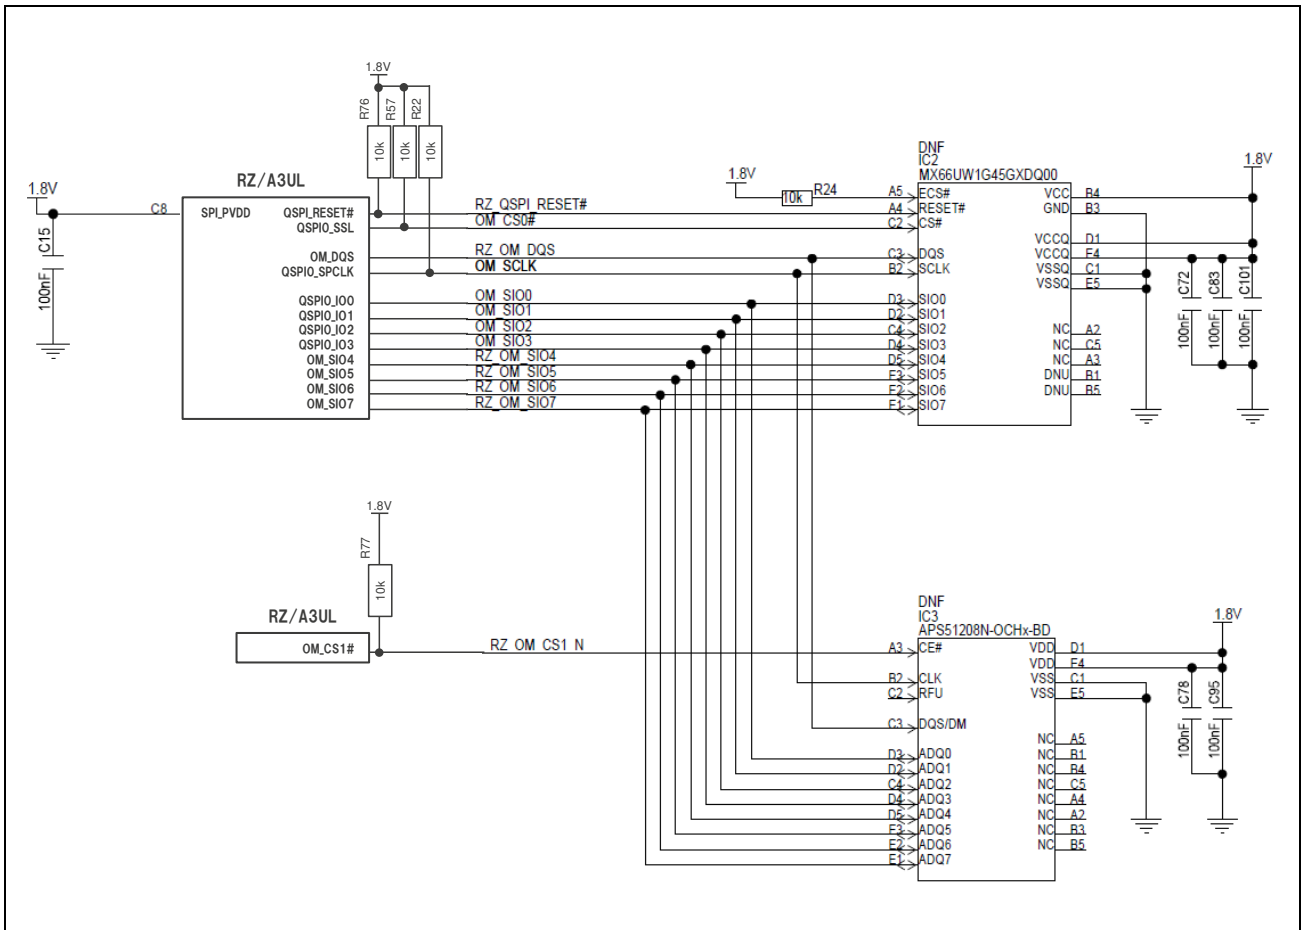 1.8V
R76
R57
R22
10k
10k
10k
RZ/A3UL
1.8V
C8
SPI_PVDD
C15
100nF
QSPI_RESET#
QSPI0_SSL
OM_DQS
QSPI0_SPCLK
QSPI0_IO0
QSPI0_IO1
QSPI0_IO2
QSPI0_IO3
OM_SIO4
OM_SIO5
OM_SIO6
OM_SIO7
RZ_QSPI_RESET#
OM_CS0#
RZ_OM_DQS
OM_SCLK
OM_SIO0
OM_SIO1
OM_SIO2
OM_SIO3
RZ_OM_SIO4
RZ_OM_SIO5
RZ_OM_SIO6
RZ_OM_SIO7
1.8V
10k
R24
DNF
IC2
MX66UW1G45GXDQ00
A5 ECS#
A4 RESET#
C2 CS#
C3 DQS
B2 SCLK
D3 SIO0
D2 SIO1
C4 SIO2
D4 SIO3
D5 SIO4
E3 SIO5
E2 SIO6
E1 SIO7
VCC B4
GND B3
VCCQ D1
VCCQ E4
VSSQ C1
VSSQ E5
NC A2
NC C5
NC A3
DNU B1
DNU B5
1.8V
C72
C83
C101
100nF
100nF
100nF
1.8V
R77
10k
RZ/A3UL
OM_CS1#
RZ_OM_CS1_N
DNF
IC3
APS51208N-OCHx-BD
A3 CE#
B2 CLK
C2 RFU
C3 DQS/DM
D3 ADQ0
D2 ADQ1
C4 ADQ2
D4 ADQ3
D5 ADQ4
E3 ADQ5
E2 ADQ6
E1 ADQ7
VDD D1
VDD E4
VSS C1
VSS E5
NC A5
NC B1
NC B4
NC C5
NC A4
NC A2
NC B3
NC B5
1.8V
C78
C95
100nF
100nF